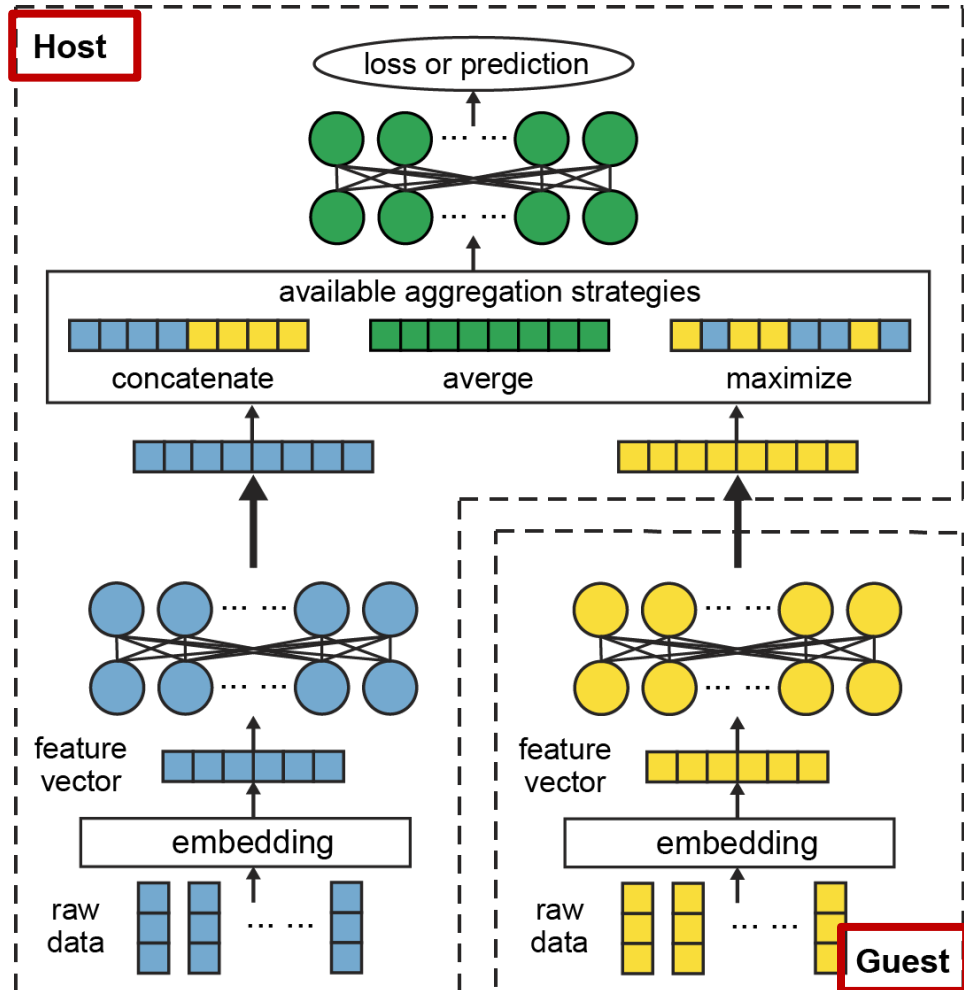 Host
loss or prediction
... ...
... ...
available aggregation strategies
concatenate
averge
maximize
... ...
... ...
... ...
... ...
feature
vector
feature
vector
embedding
embedding
raw
data
... ...
raw
data
... ...
Guest